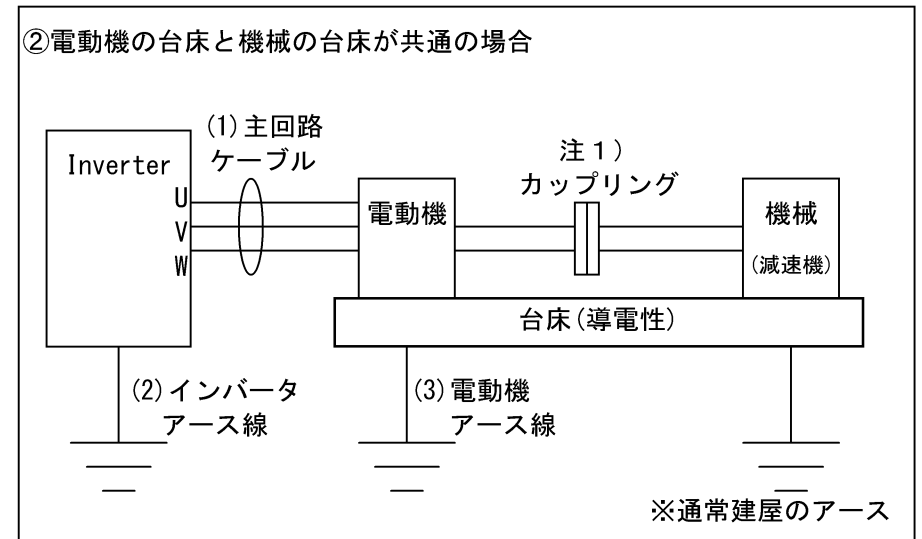 ②電動機の台床と機械の台床が共通の場合
(1)主回路
ケーブル
Inverter
U
V
W
電動機
注１）
カップリング
機械
(減速機)
台床(導電性)
(2)インバータ
アース線
(3)電動機
アース線
※通常建屋のアース